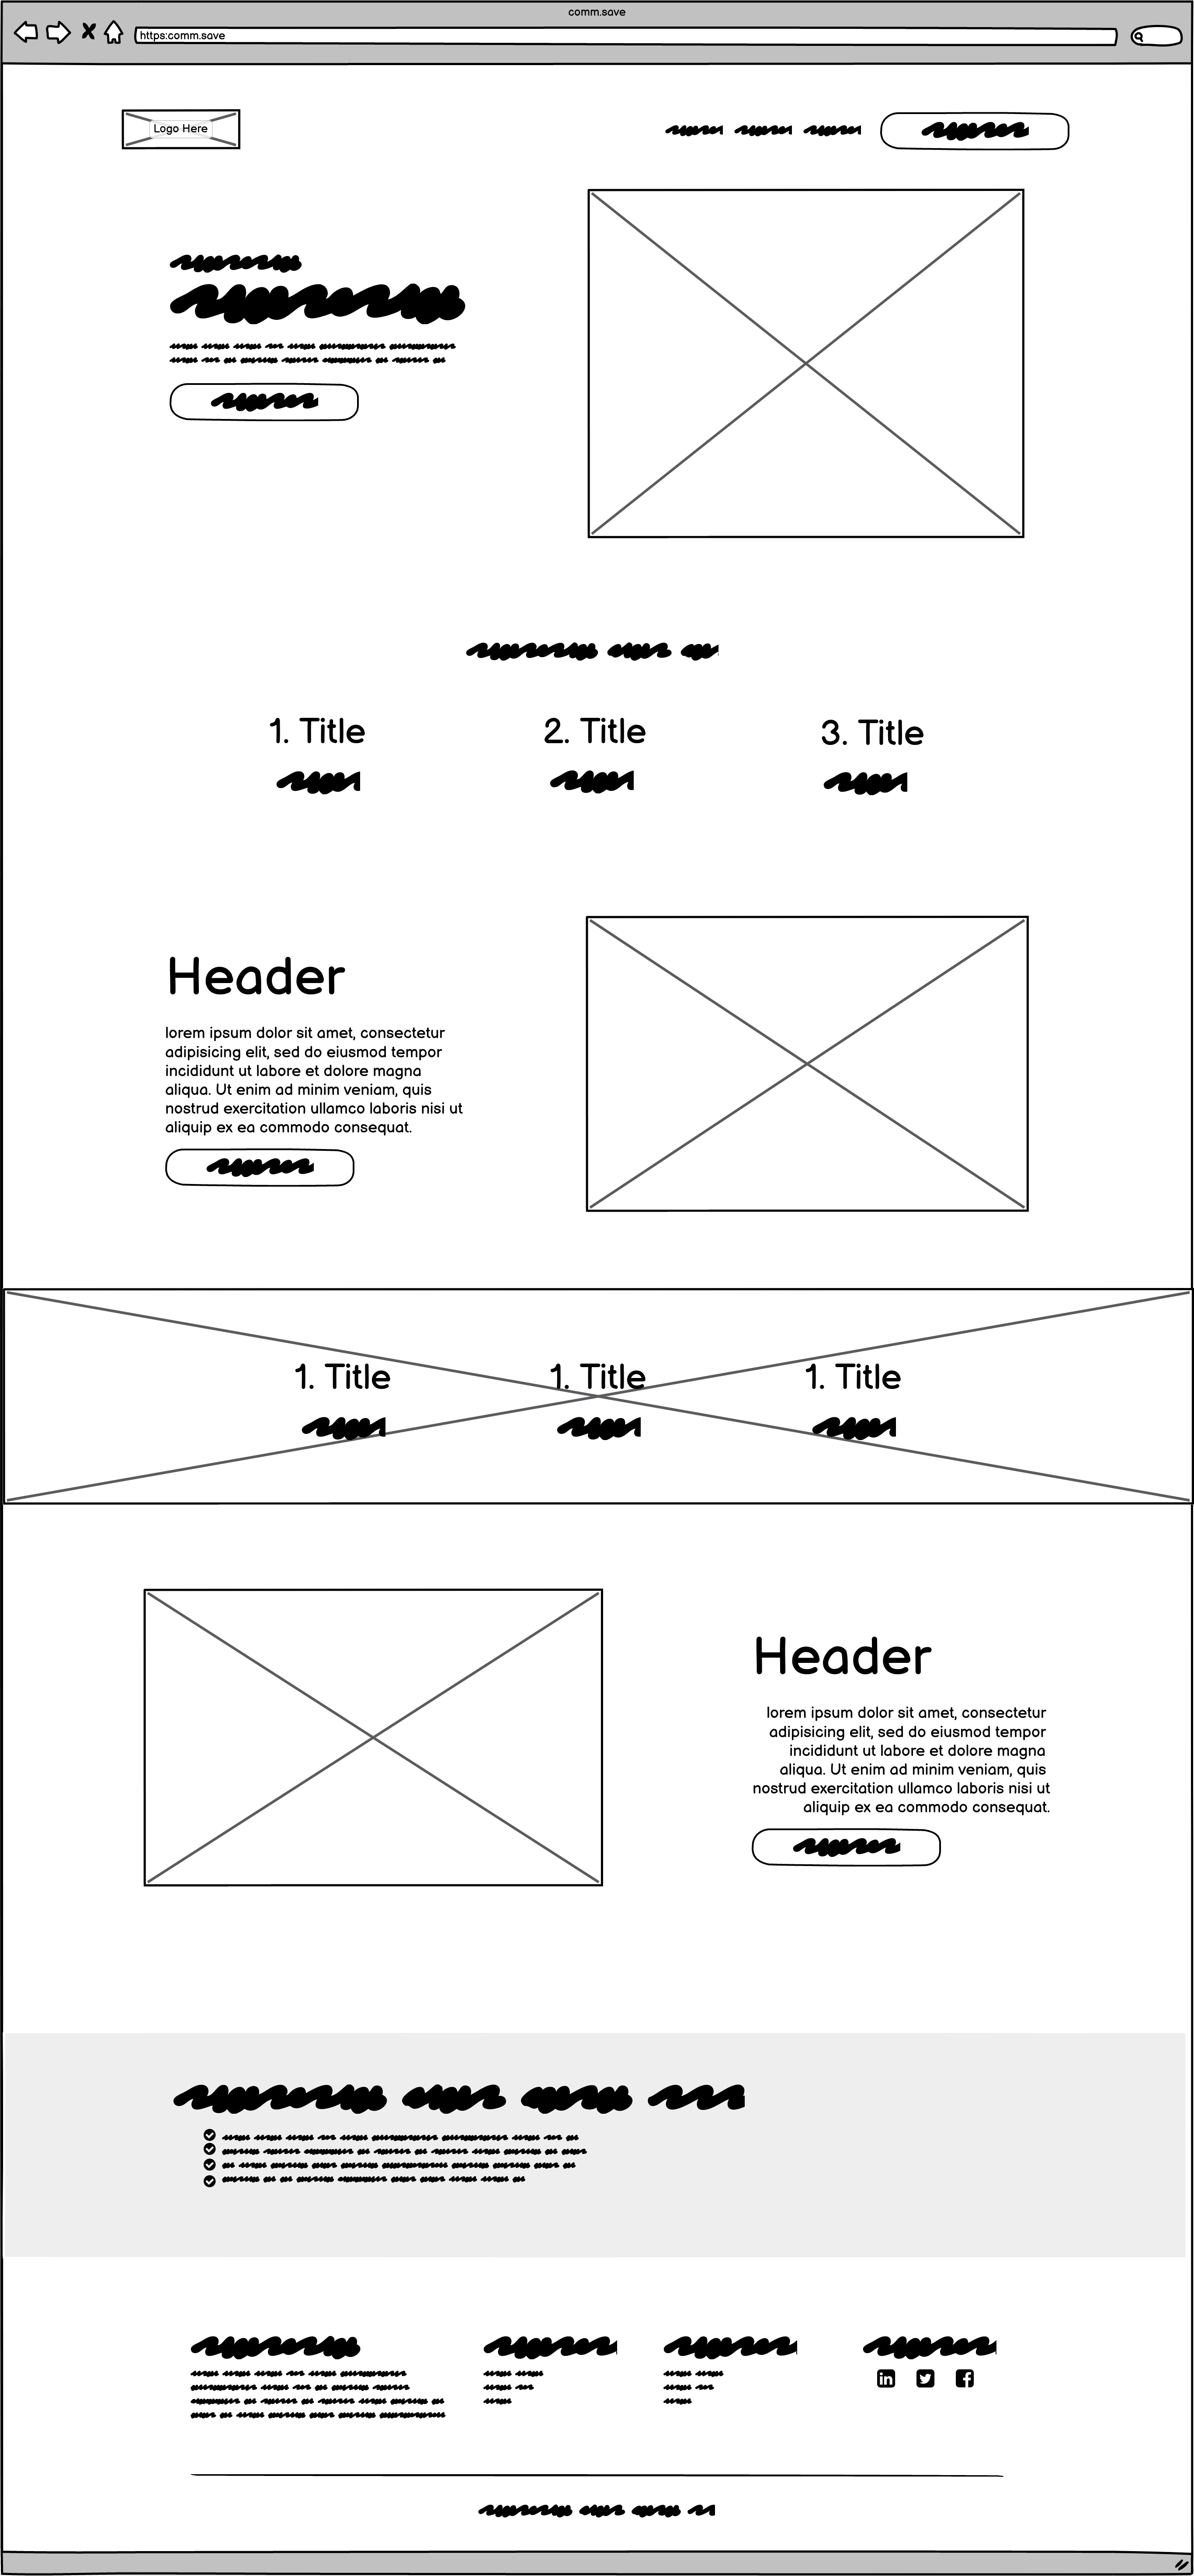 comm.save
https:comm.save
Logo Here
1. Title
2. Title
3. Title
Header
lorem ipsum dolor sit amet, consectetur
adipisicing elit, sed do eiusmod tempor
incididunt ut labore et dolore magna
aliqua. Ut enim ad minim veniam, quis
nostrud exercitation ullamco laboris nisi ut
aliquip ex ea commodo consequat.
1. Title
1. Title
1. Title
Header
lorem ipsum dolor sit amet, consectetur
adipisicing elit, sed do eiusmod tempor
incididunt ut labore et dolore magna
aliqua. Ut enim ad minim veniam, quis
nostrud exercitation ullamco laboris nisi ut
aliquip ex ea commodo consequat.
in